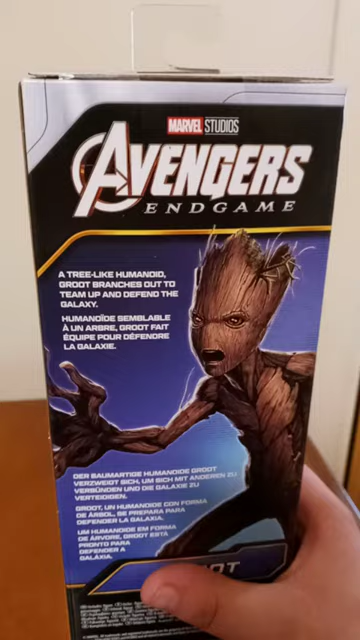 MARVEL STUDIOS
AVENGERS
ENDGAME
A TREE-LIKE HUMANOID,
GROOT BRANCHES OUT TO
TEAM UP AND DEFEND THE
GALAXY.
HUMANOÏDE SEMBLABLE
À UN ARBRE, GROOT FAIT
ÉQUIPE POUR DÉFENDRE
LA GALAXIE.
DER BAUMARTIGE HUMANOIDE GROOT
VERZWEIGT SICH, UM SICH MIT ANDEREN ZU
VERBÜNDEN UND DIE GALAXIE ZU
VERTEIDIGEN.
GROOT, UN HUMANOIDE CON FORMA
DE ÁRBOL, SE PREPARA PARA
DEFENDER LA GALAXIA.
UM HUMANOIDE EM FORMA
DE ÁRVORE, GROOT ESTÁ
PRONTO PARA
DEFENDER A
GALÁXIA.
OT